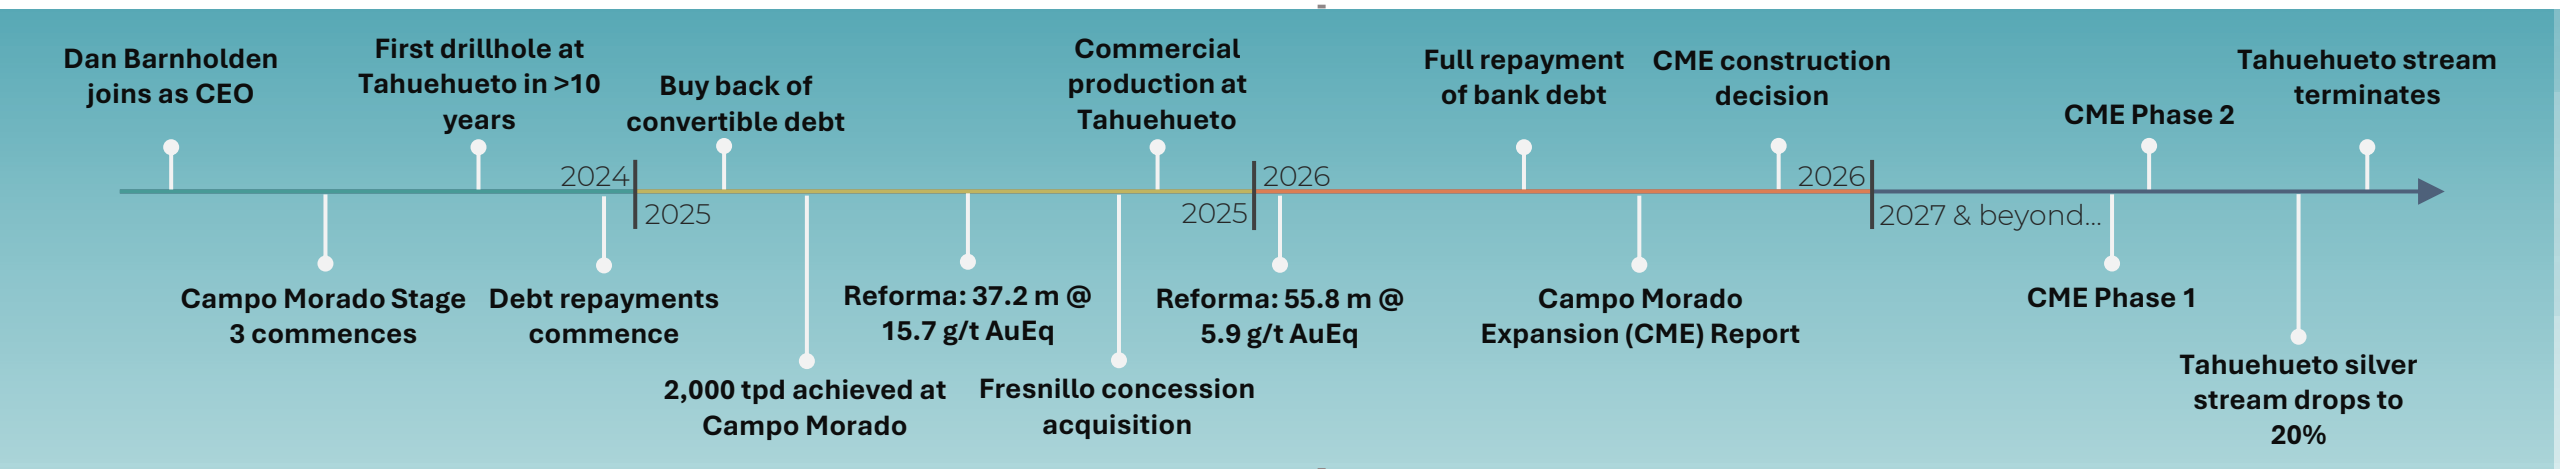 Dan Barnholden
joins as CEO
First drillhole at
Tahuehueto in >10
years
Buy back of
convertible debt
Commercial
production at
Tahuehueto
Full repayment
of bank debt
CME construction
decision
CME Phase 2
Tahuehueto stream
terminates
2024
2025
2026
2025
2026
2027 & beyond...
Campo Morado Stage
3 commences
Debt repayments
commence
2,000 tpd achieved at
Campo Morado
Reforma: 37.2 m @
15.7 g/t AuEq
Fresnillo concession
acquisition
Reforma: 55.8 m @
5.9 g/t AuEq
Campo Morado
Expansion (CME) Report
CME Phase 1
Tahuehueto silver
stream drops to
20%